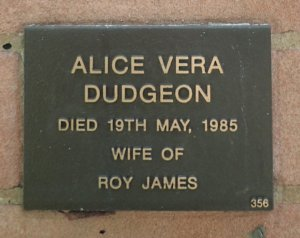 ALICE VERA
DUDGEON
DIED 19TH MAY, 1985
WIFE OF
ROY JAMES
356